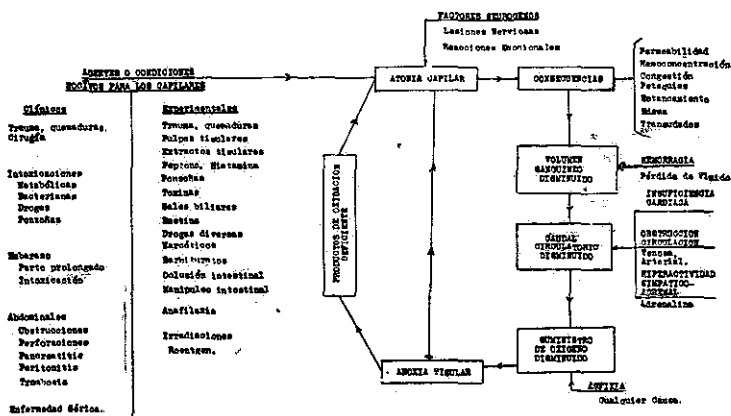 FACTORES NEUROGENOS
Lesiones Nerviosas
Reacciones Emocionales
AGENTES O CONDICIONES
NOCIVOS PARA LOS CAPILARES
ATONIA CAPILAR
CONSECUENCIAS
Permeabilidad
Hemoconcentración
Congestión
Petequias
Estancamiento
Edema
Transudados
Clínicos
Trauma, quemaduras,
Cirugía
Intoxicaciones
Metabólicas
Bacterianas
Drogas
Ponzoñas
Embarazo
Parto prolongado
Intoxicación
Abdominales
Obstrucciones
Perforaciones
Pancreatitis
Peritonitis
Trombosis
Enfermedad Sérica.
Experimentales
Trauma, quemaduras
Pulpas tisulares
Extractos tisulares
Peptona, Histamina
Ponzoñas
Toxinas
Sales biliares
Emetina
Drogas diversas
Narcóticos
Barbituratos
Oclusión intestinal
Manipuleo intestinal
Anafilaxia
Irradiaciones
Roentgen.
PRODUCTOS DE OXIDACION
DEFICIENTE
VOLUMEN
SANGUINEO
DISMINUIDO
HEMORRAGIA
Pérdida de Fluido
INSUFICIENCIA
CARDIACA
CAUDAL
CIRCULATORIO
DISMINUIDO
OBSTRUCCION
CIRCULACION
Venosa,
Arterial.
HIPERACTIVIDAD
SIMPATICO-
ADRENAL
Adrenalina
SUMINISTRO
DE OXIGENO
DISMINUIDO
ANOXIA TISULAR
ASFIXIA
Cualquier Causa.